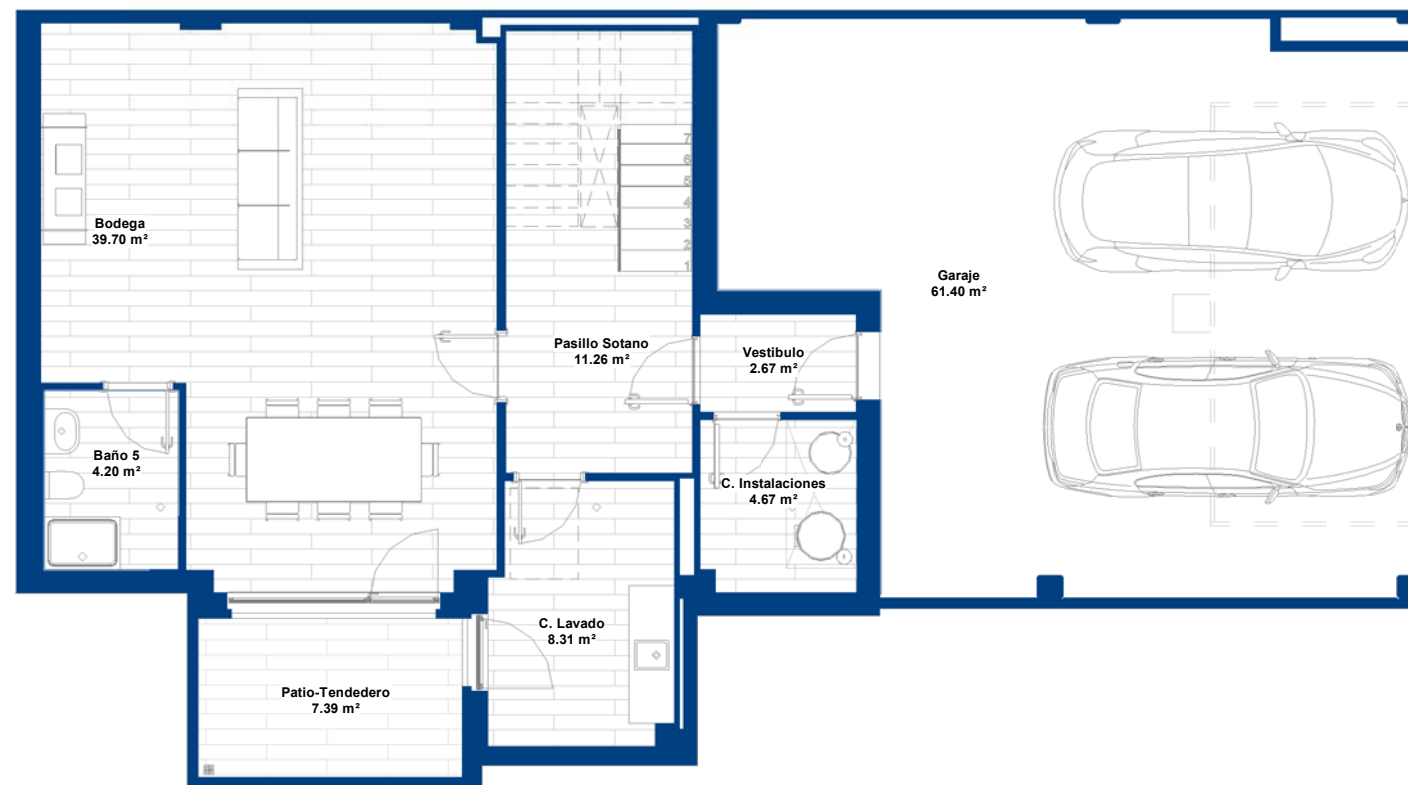 7
6
5
4
3
2
1
Bodega
39.70 m²
Garaje
61.40 m²
Pasillo Sotano
11.26 m²
Vestibulo
2.67 m²
Baño 5
4.20 m²
C. Instalaciones
4.67 m²
C. Lavado
8.31 m²
Patio-Tendedero
7.39 m²